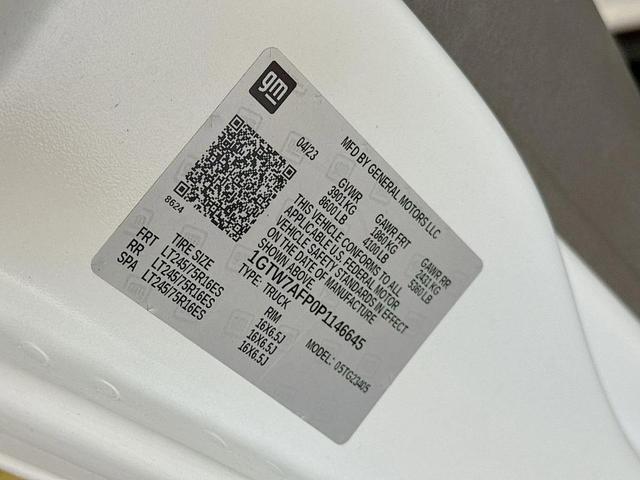 gm
04/23
MFD BY GENERAL MOTORS LLC
GVWR
3901 KG
8600 LB
GAWR FRT
1860 KG
4100 LB
GAWR RR
2431 KG
5360 LB
THIS VEHICLE CONFORMS TO ALL
APPLICABLE U.S. FEDERAL MOTOR
VEHICLE SAFETY STANDARDS IN EFFECT
ON THE DATE OF MANUFACTURE
SHOWN ABOVE.
1GTW7AFP0P1146645
TYPE: TRUCK
MODEL: 05TG23405
8624
TIRE SIZE
RIM
FRT LT245/75R16ES 16X6.5J
RR LT245/75R16ES 16X6.5J
SPA LT245/75R16ES 16X6.5J